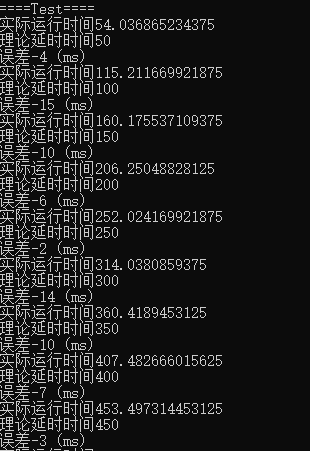 ====Test====
实际运行时间54.036865234375
理论延时时间50
误差-4 (ms)
实际运行时间115.211669921875
理论延时时间100
误差-15 (ms)
实际运行时间160.175537109375
理论延时时间150
误差-10 (ms)
实际运行时间206.25048828125
理论延时时间200
误差-6 (ms)
实际运行时间252.024169921875
理论延时时间250
误差-2 (ms)
实际运行时间314.0380859375
理论延时时间300
误差-14 (ms)
实际运行时间360.4189453125
理论延时时间350
误差-10 (ms)
实际运行时间407.482666015625
理论延时时间400
误差-7 (ms)
实际运行时间453.497314453125
理论延时时间450
误差-3 (ms)